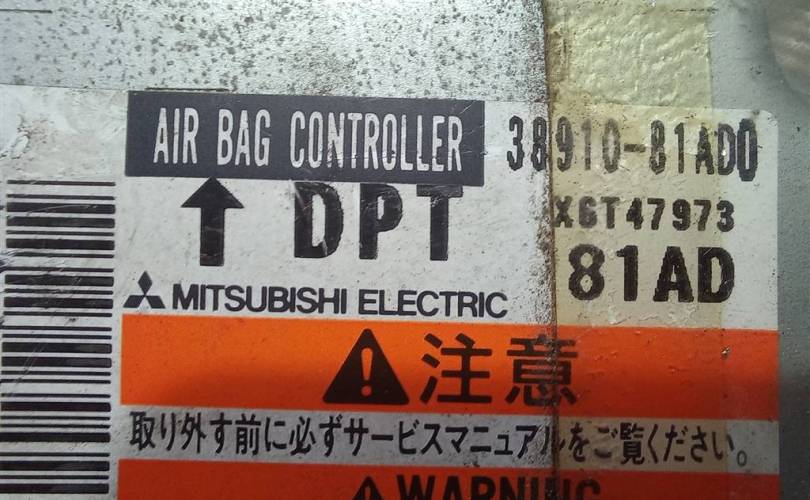 AIR BAG CONTROLLER 38910-81AD0
↑ DPT X6T47973
81AD
MITSUBISHI ELECTRIC
⚠注意
取り外す前に必ずサービスマニュアルをご覧ください。
⚠WARNING